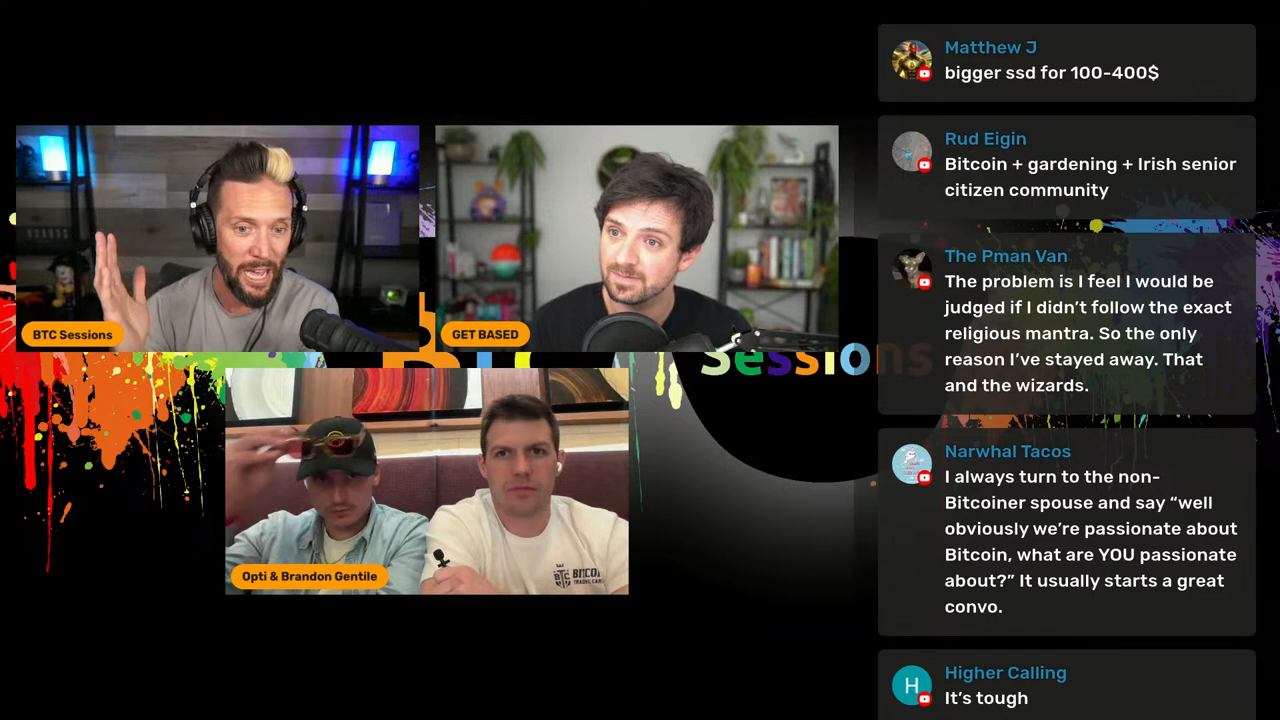 BTC Sessions
GET BASED
Sessions
Opti & Brandon Gentile
BITCOI
TRADING CAR
Matthew J
bigger ssd for 100-400$
Rud Eigin
Bitcoin + gardening + Irish senior
citizen community
The Pman Van
The problem is I feel I would be
judged if I didn’t follow the exact
religious mantra. So the only
reason I’ve stayed away. That
and the wizards.
Narwhal Tacos
I always turn to the non-
Bitcoiner spouse and say “well
obviously we’re passionate about
Bitcoin, what are YOU passionate
about?” It usually starts a great
convo.
H
Higher Calling
It’s tough